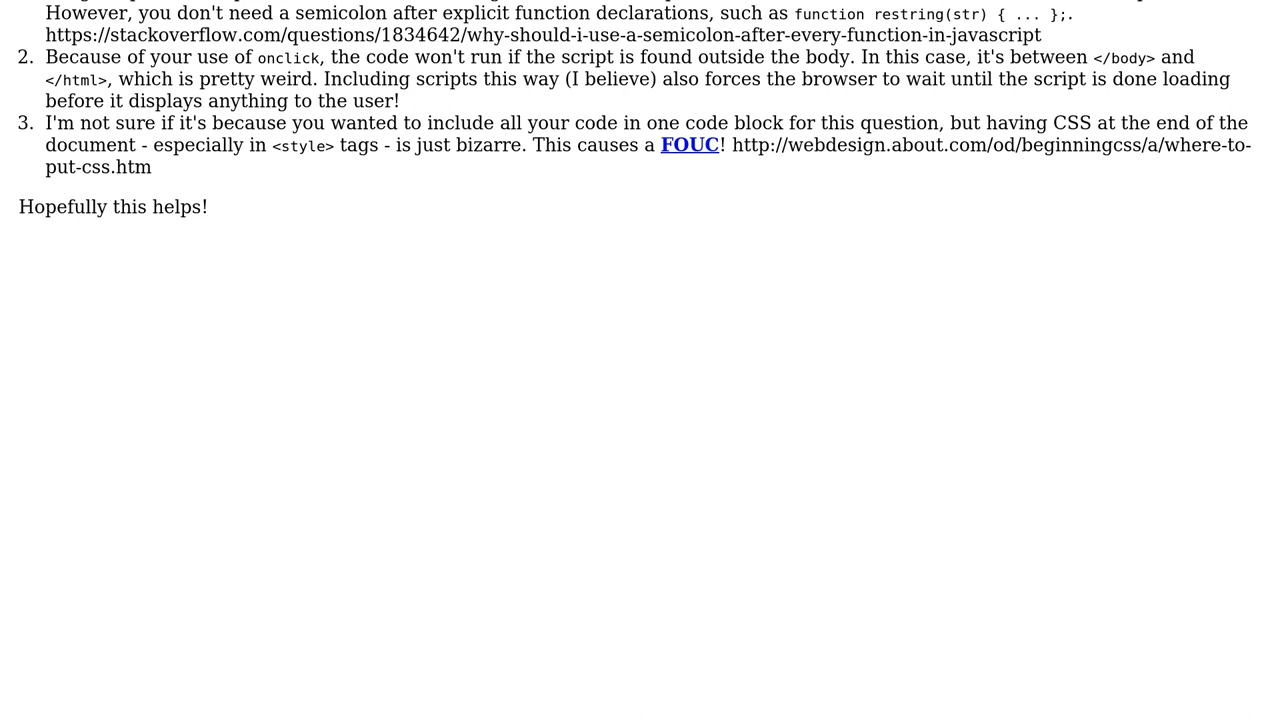 However, you don't need a semicolon after explicit function declarations, such as function restring(str) { ... };.
https://stackoverflow.com/questions/1834642/why-should-i-use-a-semicolon-after-every-function-in-javascript
2. Because of your use of onclick, the code won't run if the script is found outside the body. In this case, it's between </body> and
</html>, which is pretty weird. Including scripts this way (I believe) also forces the browser to wait until the script is done loading
before it displays anything to the user!
3. I'm not sure if it's because you wanted to include all your code in one code block for this question, but having CSS at the end of the
document - especially in <style> tags - is just bizarre. This causes a FOUC! http://webdesign.about.com/od/beginningcss/a/where-to-
put-css.htm
Hopefully this helps!